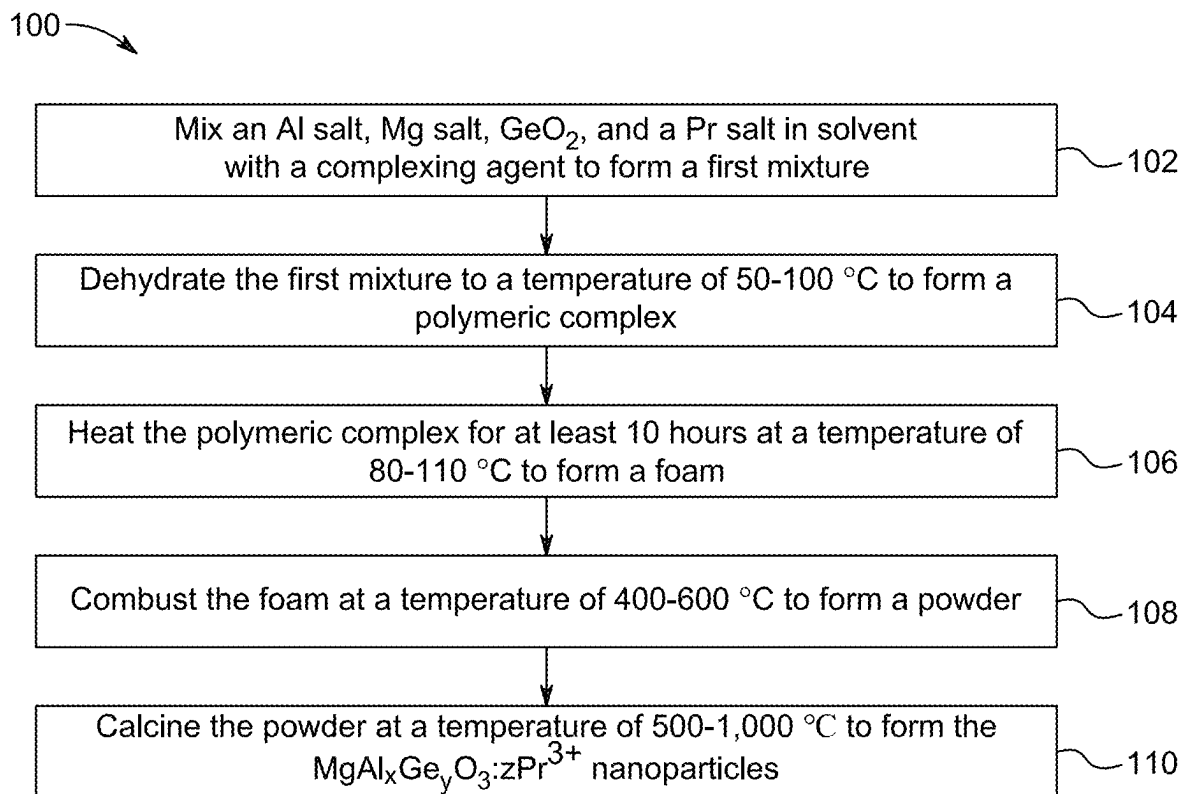 100
Mix an Al salt, Mg salt, GeO₂, and a Pr salt in solvent
with a complexing agent to form a first mixture
102
Dehydrate the first mixture to a temperature of 50-100 °C to form a
polymeric complex
104
Heat the polymeric complex for at least 10 hours at a temperature of
80-110 °C to form a foam
106
Combust the foam at a temperature of 400-600 °C to form a powder
108
Calcine the powder at a temperature of 500-1,000 °C to form the
MgAlₓGeᵧO₃:zPr³⁺ nanoparticles
110